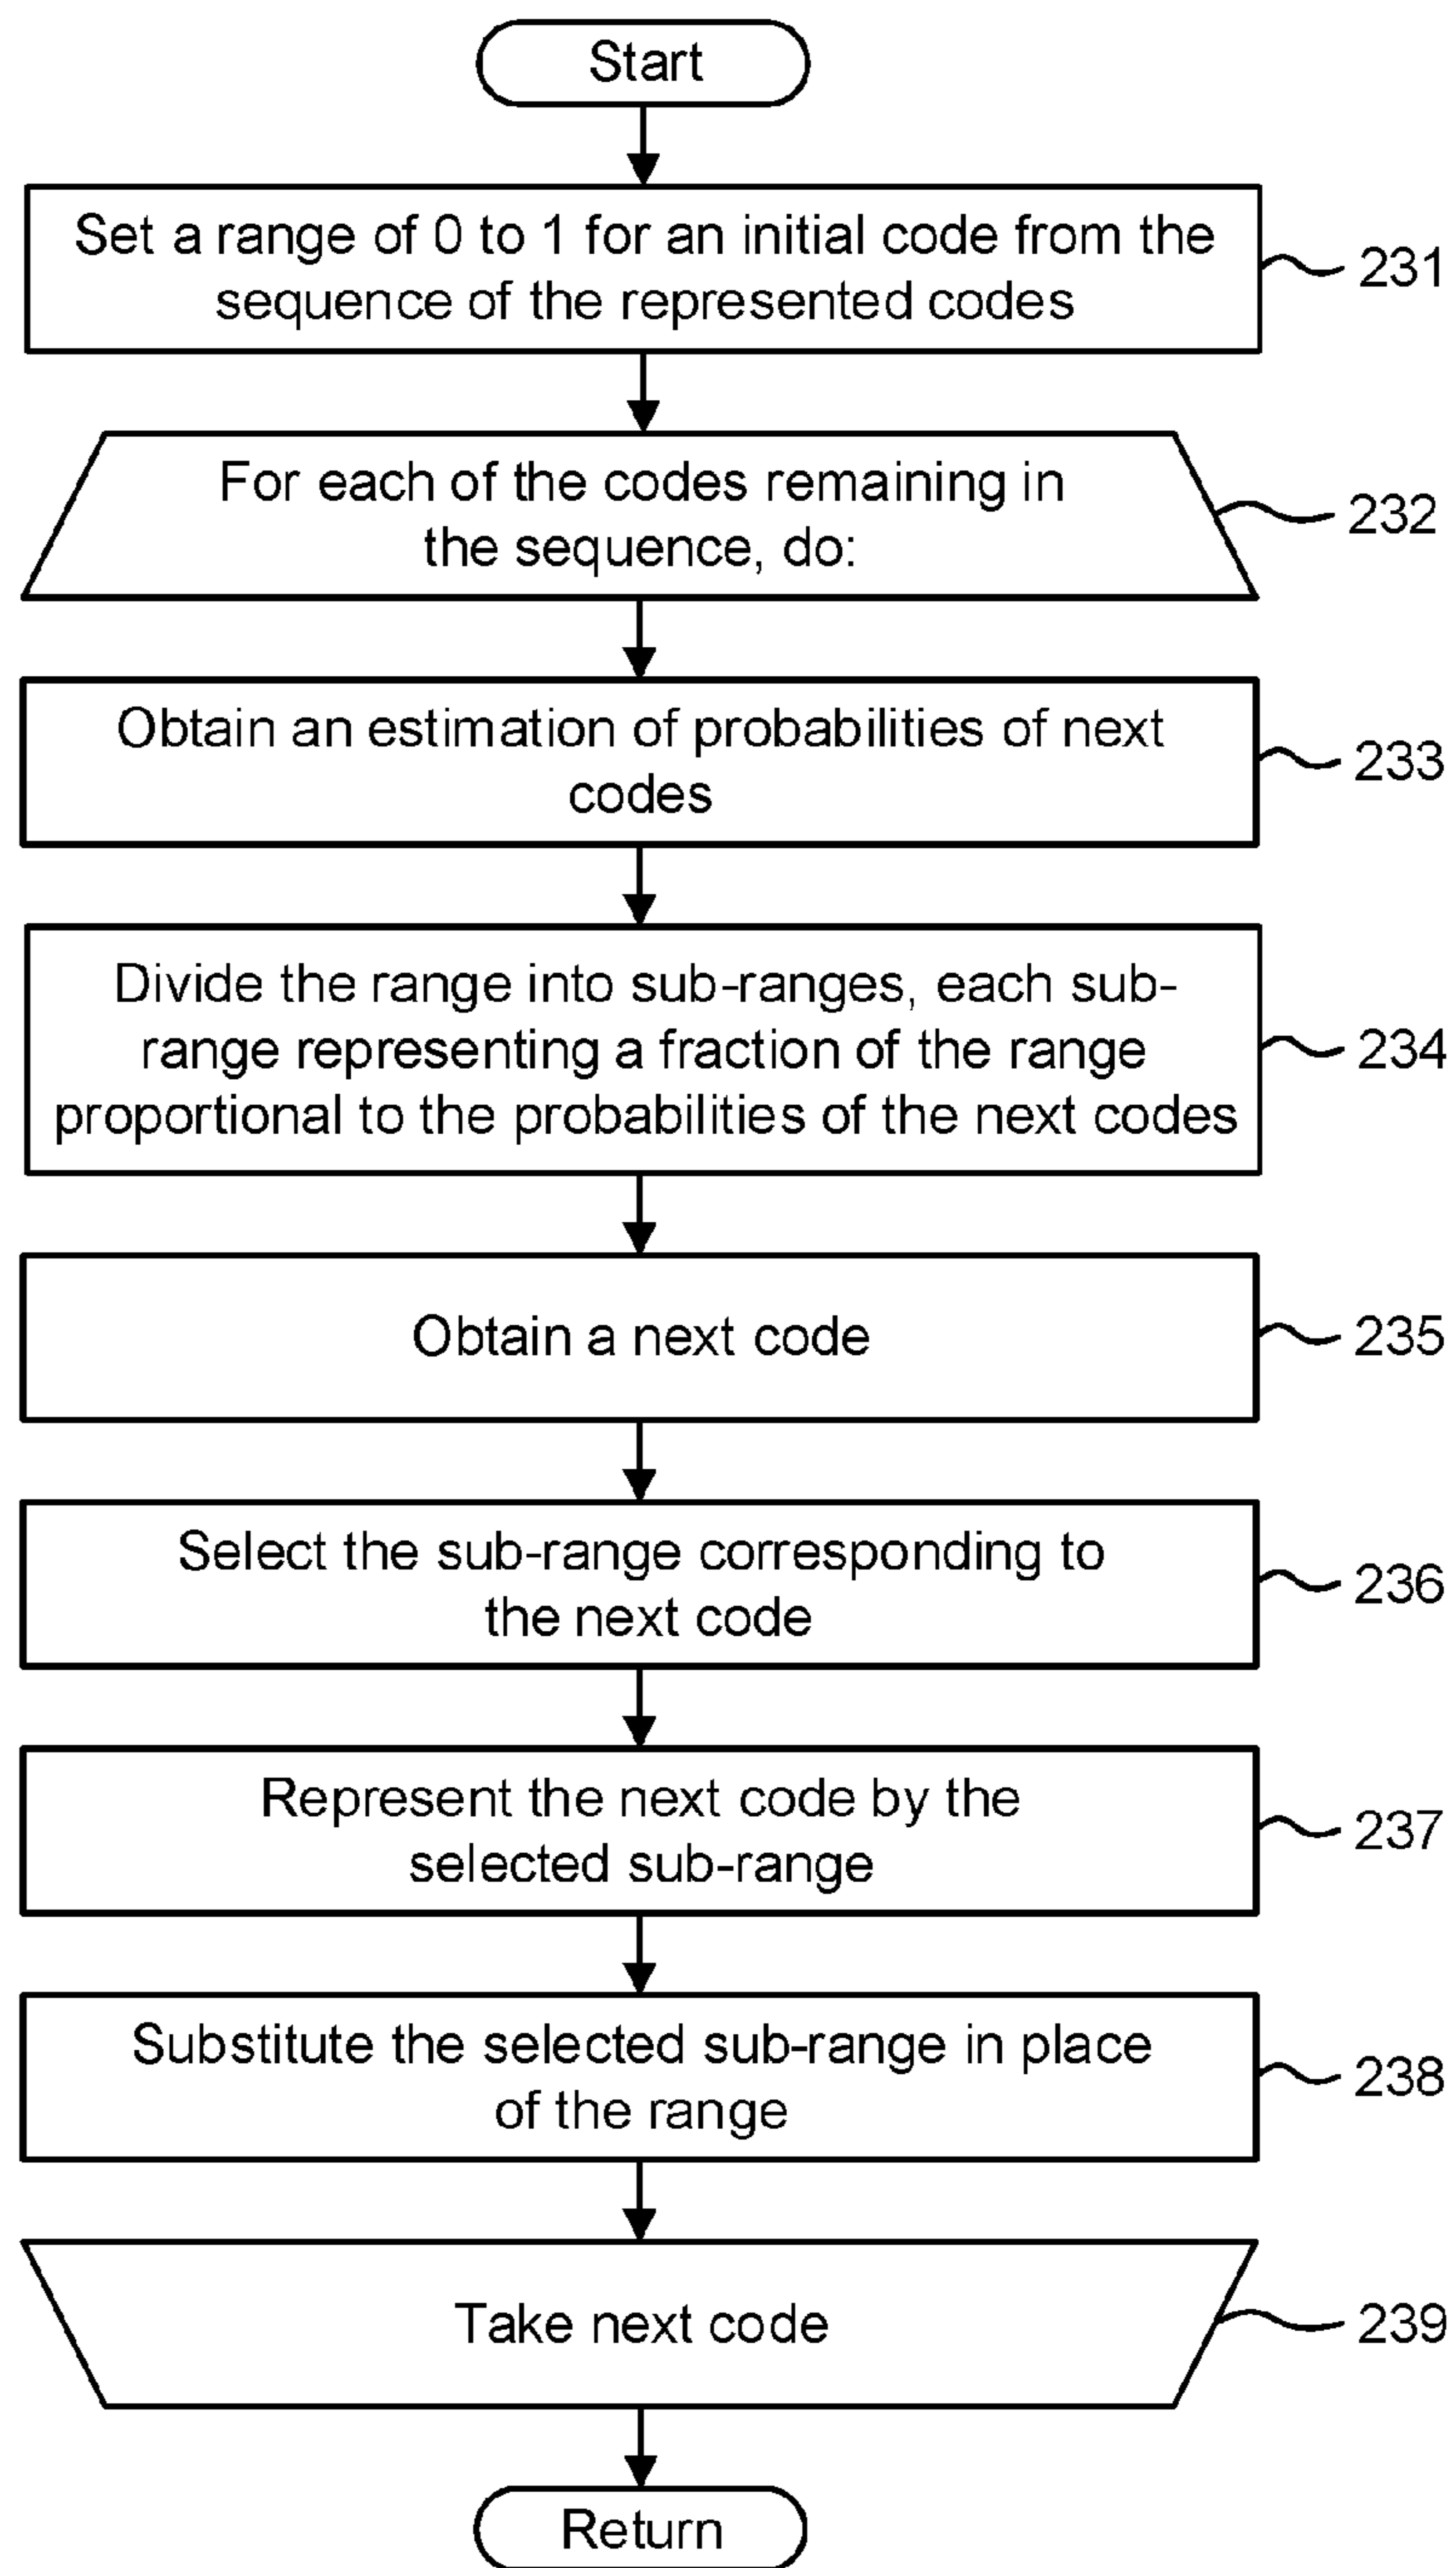 Start
Set a range of 0 to 1 for an initial code from the
sequence of the represented codes
231
For each of the codes remaining in
the sequence, do:
232
Obtain an estimation of probabilities of next
codes
233
Divide the range into sub-ranges, each sub-
range representing a fraction of the range
proportional to the probabilities of the next codes
234
Obtain a next code
235
Select the sub-range corresponding to
the next code
236
Represent the next code by the
selected sub-range
237
Substitute the selected sub-range in place
of the range
238
Take next code
239
Return